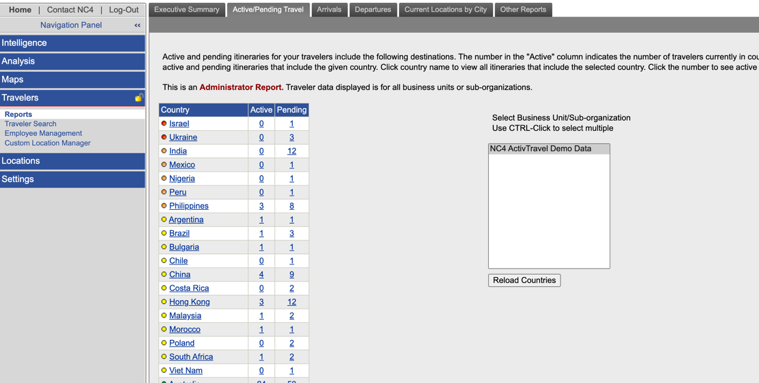 Home | Contact NC4 | Log-Out
Navigation Panel «
Intelligence
Analysis
Maps
Travelers
Reports
Traveler Search
Employee Management
Custom Location Manager
Locations
Settings
Executive Summary
Active/Pending Travel
Arrivals
Departures
Current Locations by City
Other Reports
Active and pending itineraries for your travelers include the following destinations. The number in the "Active" column indicates the number of travelers currently in
active and pending itineraries that include the given country. Click country name to view all itineraries that include the selected country. Click the number to see active
This is an Administrator Report. Traveler data displayed is for all business units or sub-organizations.
Country Active Pending
Israel 0 1
Ukraine 0 3
India 0 12
Mexico 0 1
Nigeria 0 1
Peru 0 1
Philippines 3 8
Argentina 1 1
Brazil 1 3
Bulgaria 1 1
Chile 0 1
China 4 9
Costa Rica 0 2
Hong Kong 3 12
Malaysia 1 2
Morocco 1 1
Poland 0 2
South Africa 1 2
Viet Nam 0 1
Select Business Unit/Sub-organization
Use CTRL-Click to select multiple
NC4 ActivTravel Demo Data
Reload Countries